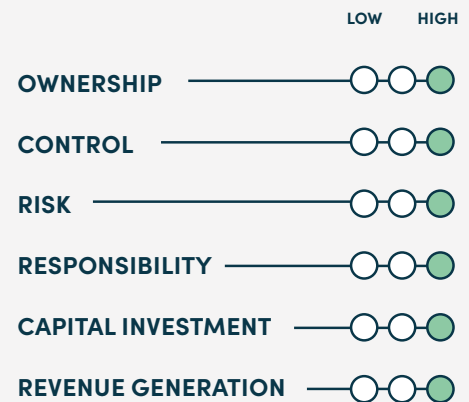 LOW HIGH
OWNERSHIP
CONTROL
RISK
RESPONSIBILITY
CAPITAL INVESTMENT
REVENUE GENERATION